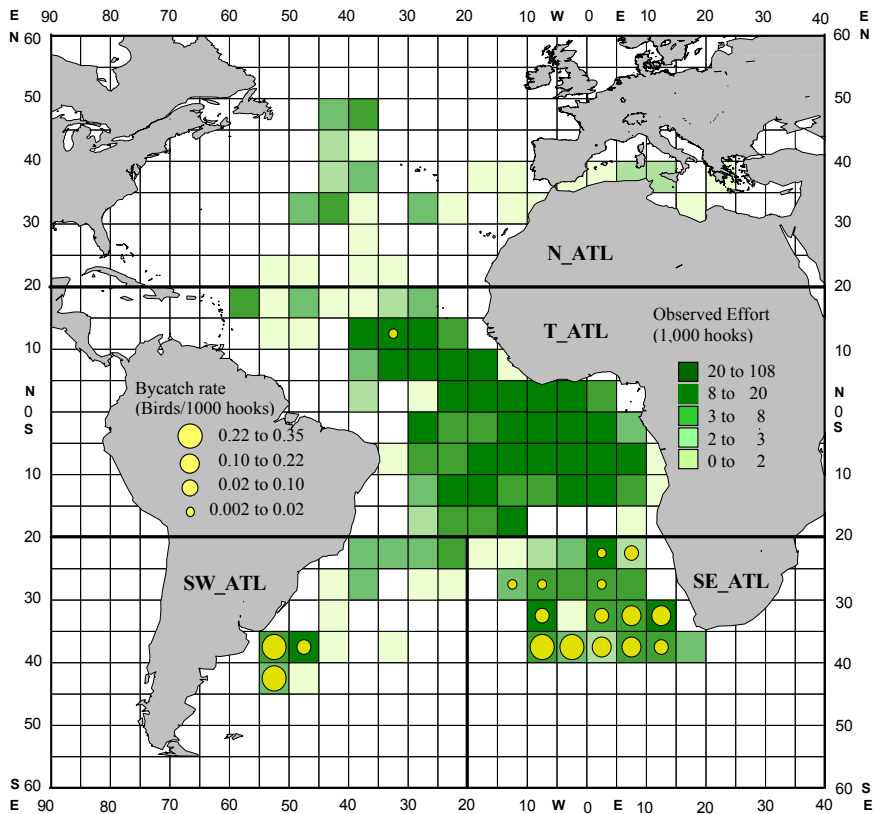 E 90 80 70 60 50 40 30 20 10 W 0 E 10 20 30 40 E
N N
60 60
50 50
40 40
30 30
N_ATL
20 20
T_ATL
Observed Effort
(1,000 hooks)
10 10
20 to 108
8 to 20
3 to 8
2 to 3
0 to 2
N N
0 0
S S
Bycatch rate
(Birds/1000 hooks)
0.22 to 0.35
0.10 to 0.22
0.02 to 0.10
0.002 to 0.02
10 10
20 20
SW_ATL SE_ATL
30 30
40 40
50 50
S S
60 60
E 90 80 70 60 50 40 30 20 10 W 0 E 10 20 30 40 E